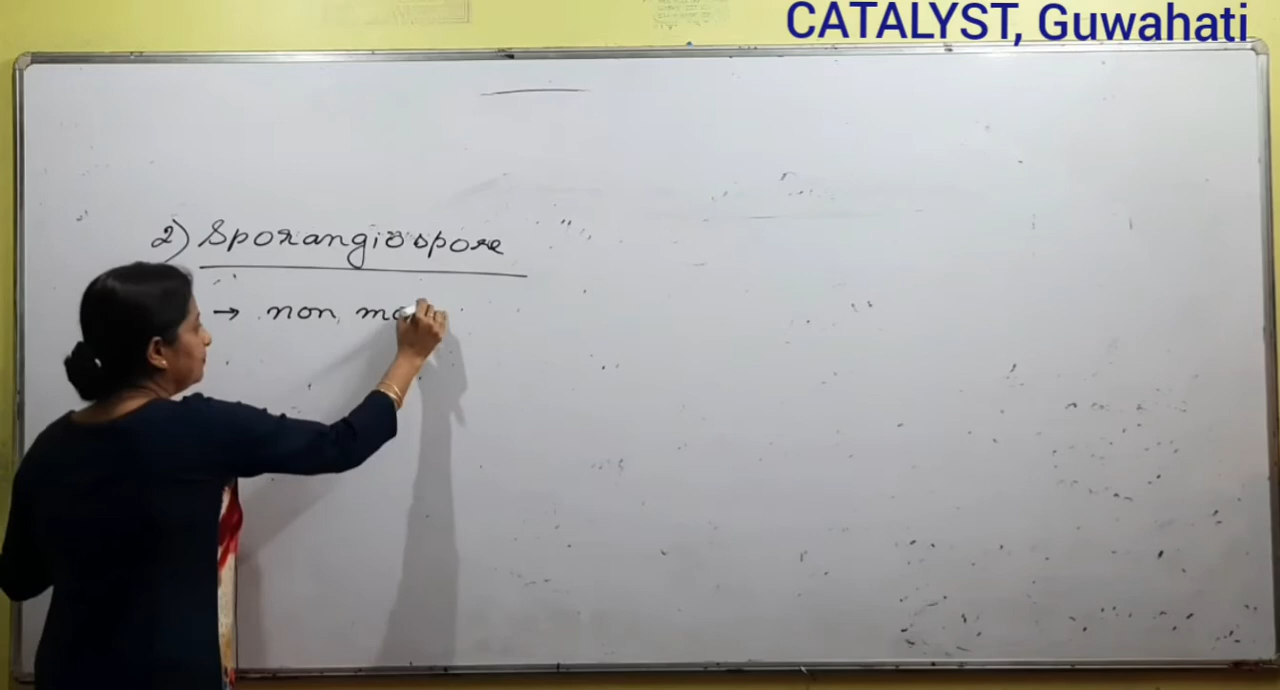 CATALYST, Guwahati
2) Sporangiospore
→ non mo